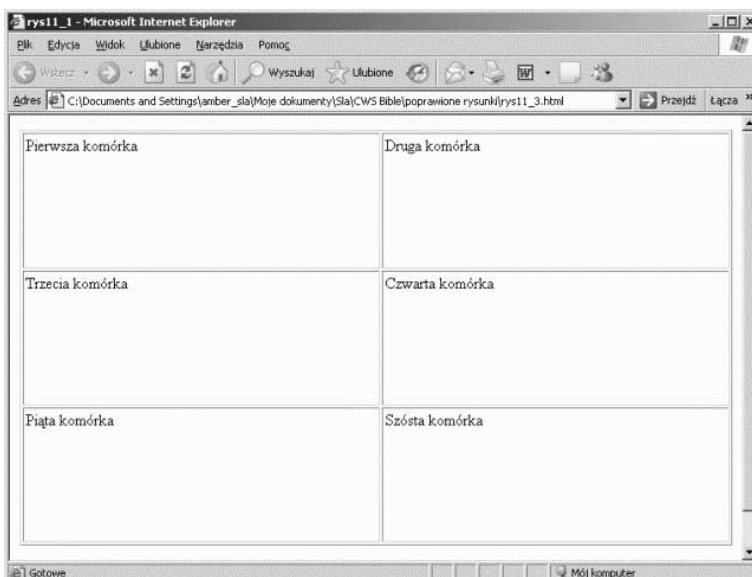 rys11_1 - Microsoft Internet Explorer
Plik Edycja Widok Ulubione Narzędzia Pomoc
Wstecz Wyszukaj Ulubione
Adres C:\Documents and Settings\amber_sla\Moje dokumenty\Sla\CWS Bible\poprawione rysunki\rys11_3.html Przejdź Łącza »
Pierwsza komórka Druga komórka
Trzecia komórka Czwarta komórka
Piąta komórka Szósta komórka
Gotowe Mój komputer